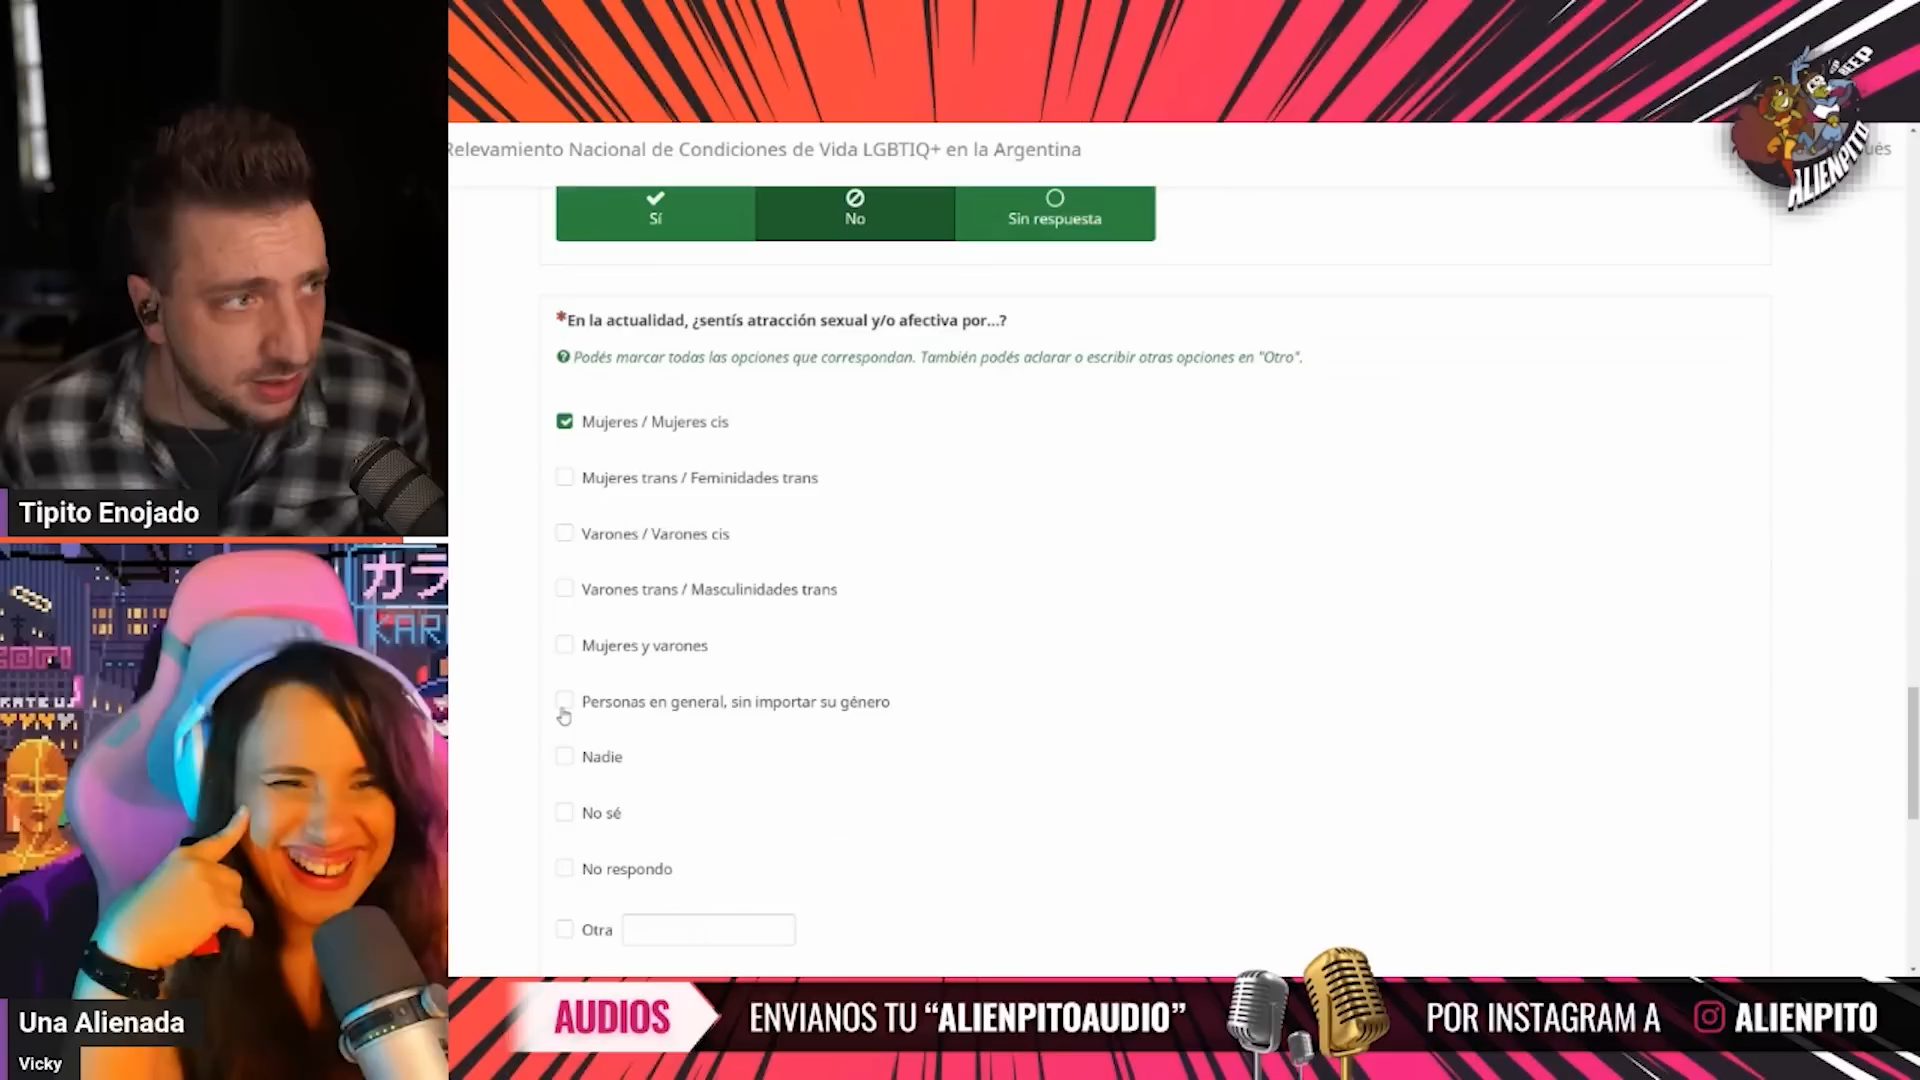 Relevamiento Nacional de Condiciones de Vida LGBTIQ+ en la Argentina
BEEP
ALIENPITO
Sí
No
Sin respuesta
*En la actualidad, ¿sentís atracción sexual y/o afectiva por...?
Podés marcar todas las opciones que correspondan. También podés aclarar o escribir otras opciones en "Otro".
Mujeres / Mujeres cis
Mujeres trans / Feminidades trans
Varones / Varones cis
Varones trans / Masculinidades trans
Mujeres y varones
Personas en general, sin importar su género
Nadie
No sé
No respondo
Otra
Tipito Enojado
カラ
KAR
Una Alienada
Vicky
AUDIOS
ENVIANOS TU “ALIENPITOAUDIO”
POR INSTAGRAM A
ALIENPITO